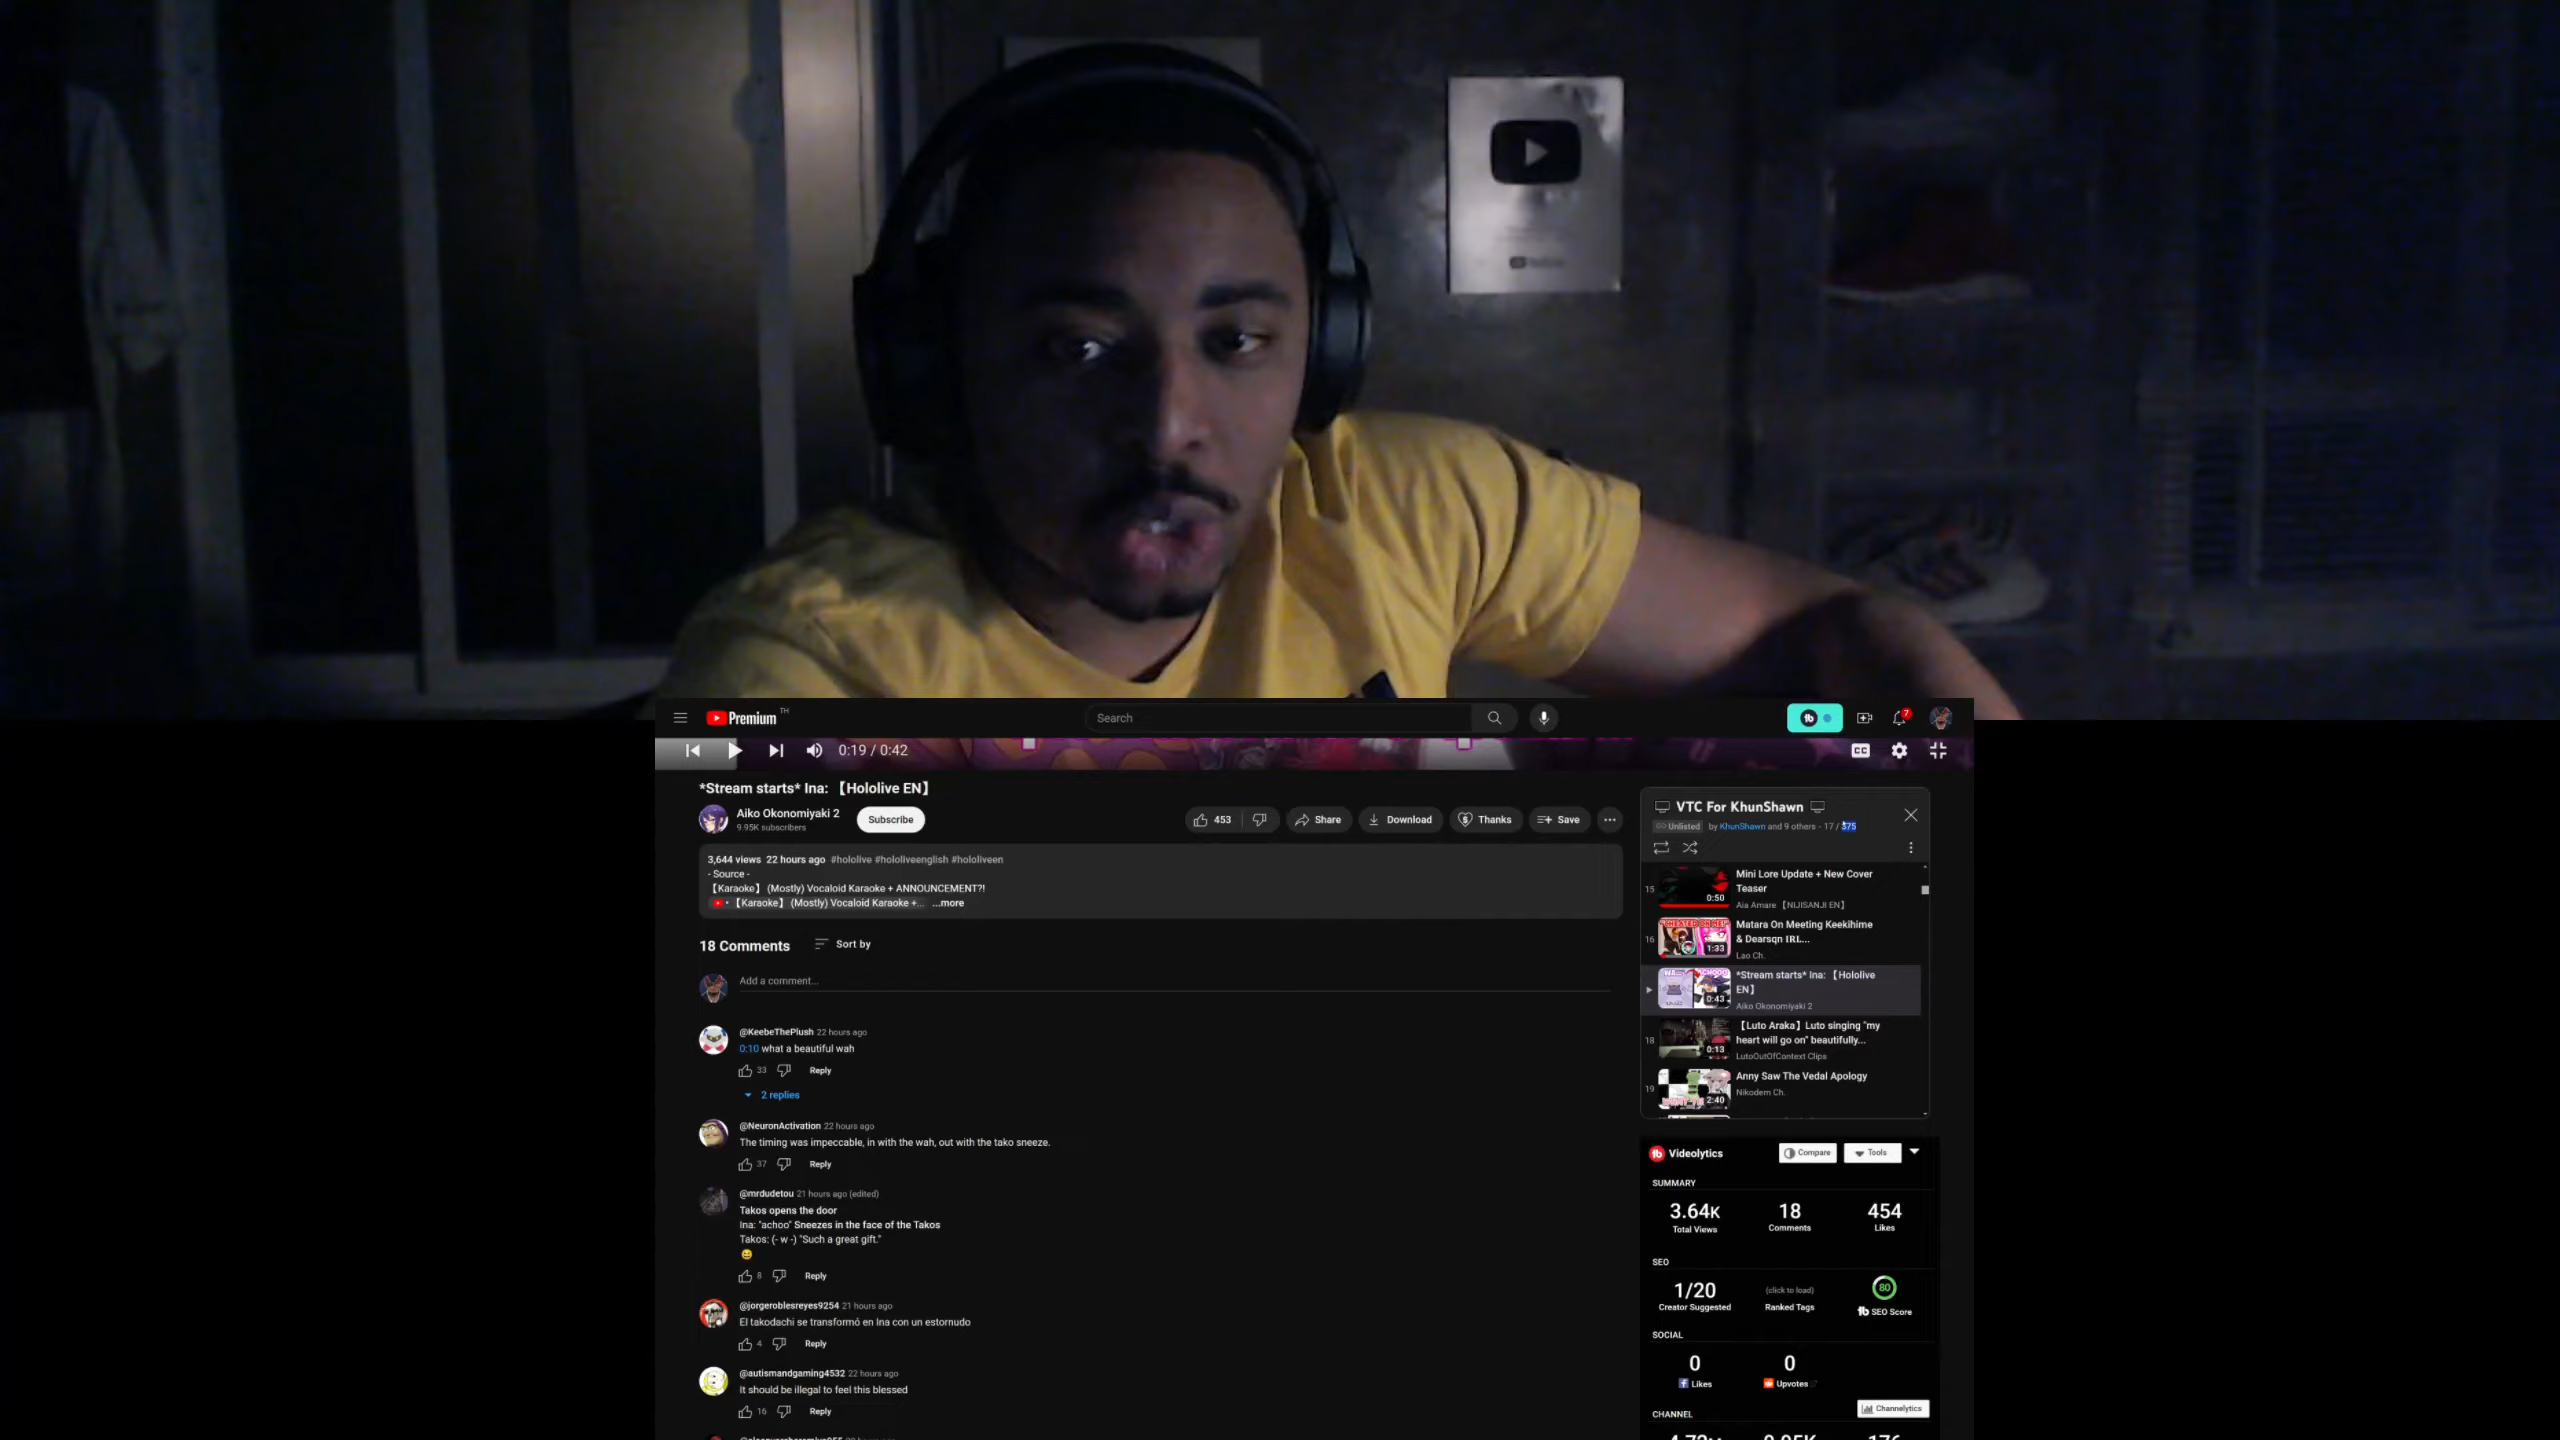 Premium TH
Search
7
0:19 / 0:42
CC
*Stream starts* Ina: 【Hololive EN】
Aiko Okonomiyaki 2
9.95K subscribers
Subscribe
453
Share
Download
Thanks
Save
3,644 views 22 hours ago #hololive #hololiveenglish #hololiveen
- Source -
【Karaoke】 (Mostly) Vocaloid Karaoke + ANNOUNCEMENT?!
• 【Karaoke】 (Mostly) Vocaloid Karaoke +... ...more
18 Comments
Sort by
Add a comment...
@KeebeThePlush 22 hours ago
0:10 what a beautiful wah
33
Reply
2 replies
@NeuronActivation 22 hours ago
The timing was impeccable, in with the wah, out with the tako sneeze.
37
Reply
@mrdudetou 21 hours ago (edited)
Takos opens the door
Ina: "achoo" Sneezes in the face of the Takos
Takos: (- w -) "Such a great gift."
8
Reply
@jorgeroblesreyes9254 21 hours ago
El takodachi se transformó en Ina con un estornudo
4
Reply
@autismandgaming4532 22 hours ago
It should be illegal to feel this blessed
16
Reply
VTC For KhunShawn
Unlisted by KhunShawn and 9 others - 17 / 375
15
0:50
Mini Lore Update + New Cover
Teaser
Aia Amare 【NIJISANJI EN】
16
1:33
Matara On Meeting Keekihime
& Dearsqn IRL...
Lao Ch.
0:43
*Stream starts* Ina: 【Hololive
EN】
Aiko Okonomiyaki 2
18
0:13
【Luto Araka】Luto singing "my
heart will go on" beautifully...
LutoOutOfContext Clips
19
2:40
Anny Saw The Vedal Apology
Nikodem Ch.
Videolytics
Compare
Tools
SUMMARY
3.64K
Total Views
18
Comments
454
Likes
SEO
1/20
Creator Suggested
(click to load)
Ranked Tags
80
SEO Score
SOCIAL
0
Likes
0
Upvotes
CHANNEL
Channelytics